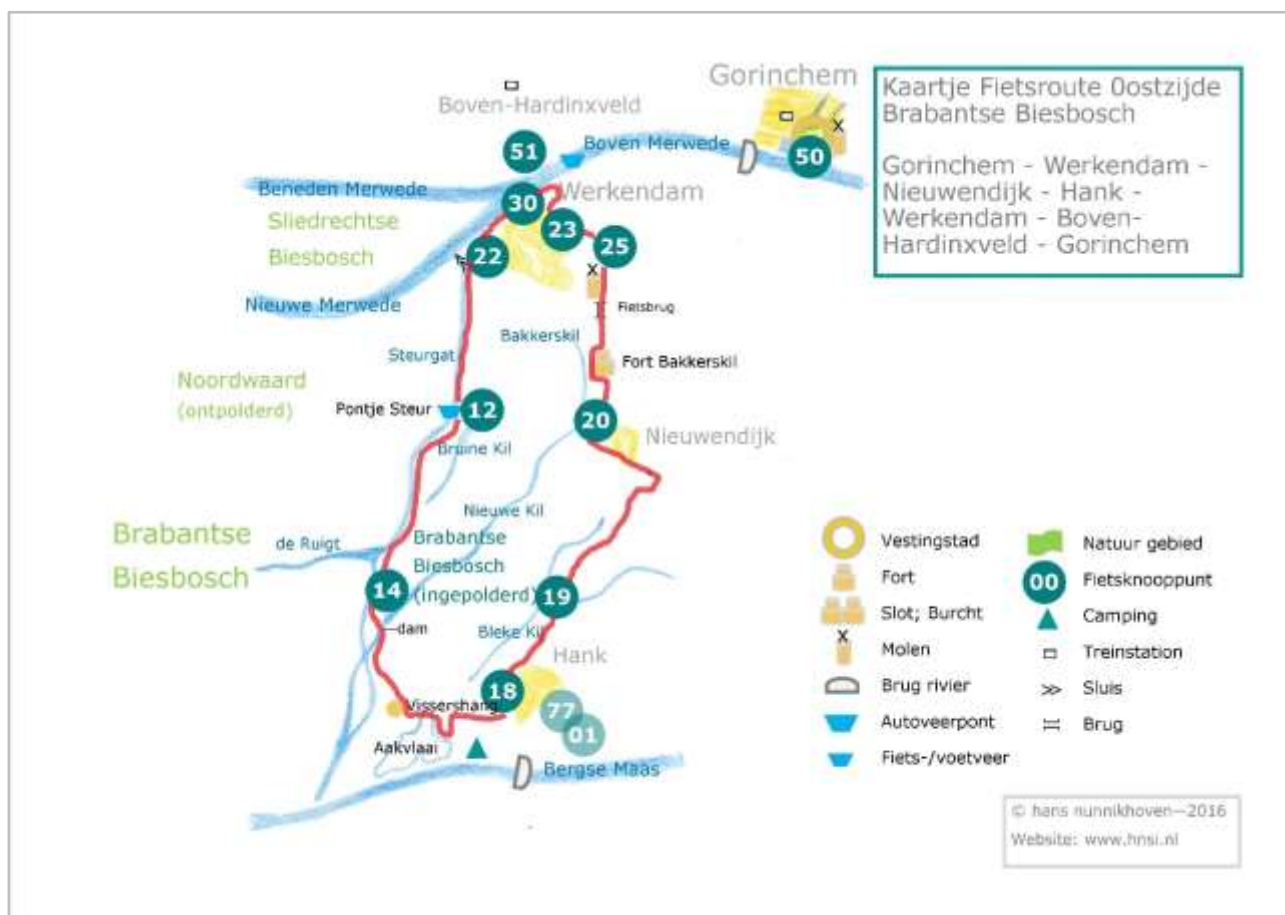 Gorinchem
Boven-Hardinxveld
Kaartje Fietsroute Oostzijde
Brabantse Biesbosch
Gorinchem - Werkendam -
Nieuwendijk - Hank -
Werkendam - Boven-
Hardinxveld - Gorinchem
51
Boven Merwede
50
Beneden Merwede
30
Werkendam
Sliedrechtse
Biesbosch
23
25
22
Nieuwe Merwede
Fietsbrug
Bakkerskil
Steurgat
Fort Bakkerskil
Noordwaard
(ontpolderd)
Pontje Steur
12
20
Nieuwendijk
Bruine Kil
Nieuwe Kil
Brabantse
Biesbosch
de Ruigt
Brabantse
Biesbosch
(ingepolderd)
14
19
dam
Bleke Kil
Hank
18
Vissershang
77
01
Aakvlaai
Bergse Maas
Vestingstad
Fort
Slot; Burcht
Molen
Brug rivier
Autoveerpont
Fiets-/voetveer
Natuur gebied
00
Fietsknooppunt
Camping
Treinstation
Sluis
Brug
© hans nunnikhoven—2016
Website: www.hnsi.nl